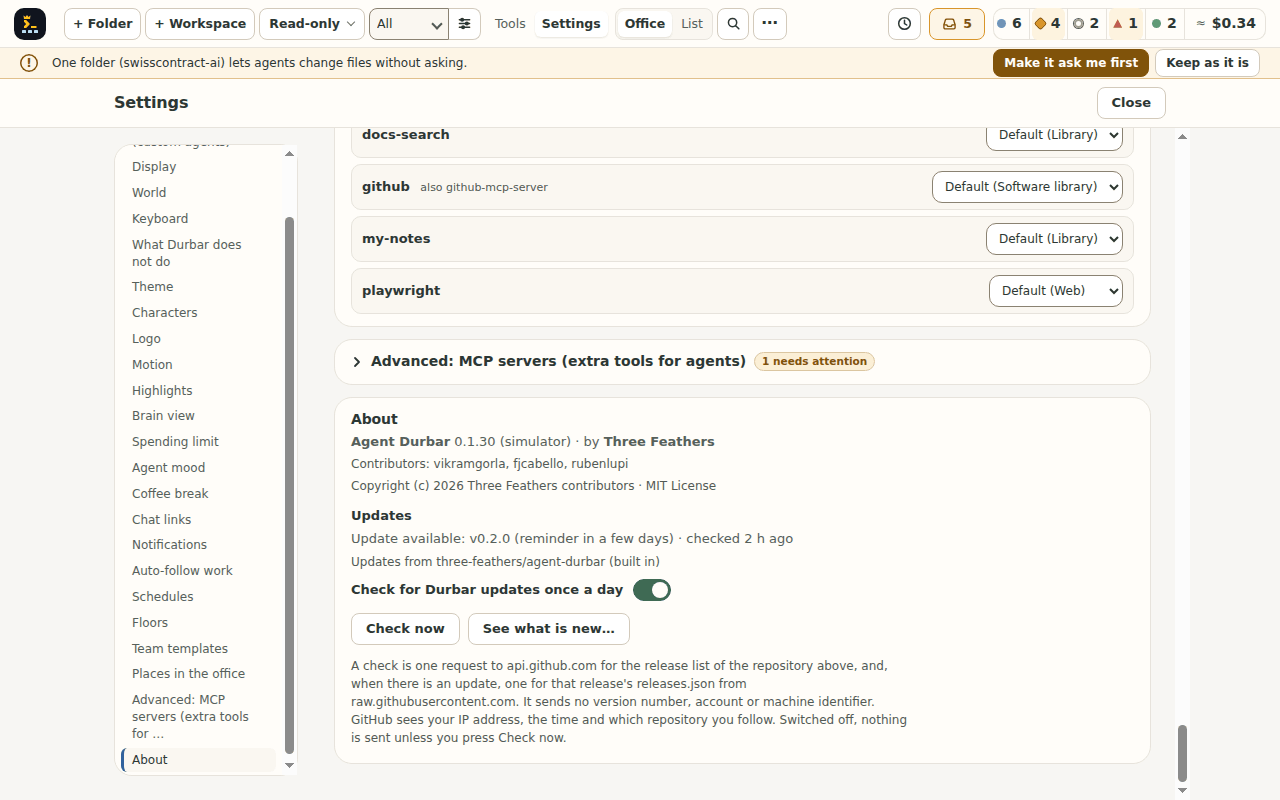 + Folder + Workspace Read-only All Tools Settings Office List ··· 5 6 4 2 1 2 ≈ $0.34
One folder (swisscontract-ai) lets agents change files without asking. Make it ask me first Keep as it is
Settings Close
Display
World
Keyboard
What Durbar does
not do
Theme
Characters
Logo
Motion
Highlights
Brain view
Spending limit
Agent mood
Coffee break
Chat links
Notifications
Auto-follow work
Schedules
Floors
Team templates
Places in the office
Advanced: MCP
servers (extra tools
for …
About
docs-search Default (Library)
github also github-mcp-server Default (Software library)
my-notes Default (Library)
playwright Default (Web)
Advanced: MCP servers (extra tools for agents) 1 needs attention
About
Agent Durbar 0.1.30 (simulator) · by Three Feathers
Contributors: vikramgorla, fjcabello, rubenlupi
Copyright (c) 2026 Three Feathers contributors · MIT License
Updates
Update available: v0.2.0 (reminder in a few days) · checked 2 h ago
Updates from three-feathers/agent-durbar (built in)
Check for Durbar updates once a day
Check now See what is new…
A check is one request to api.github.com for the release list of the repository above, and,
when there is an update, one for that release's releases.json from
raw.githubusercontent.com. It sends no version number, account or machine identifier.
GitHub sees your IP address, the time and which repository you follow. Switched off, nothing
is sent unless you press Check now.